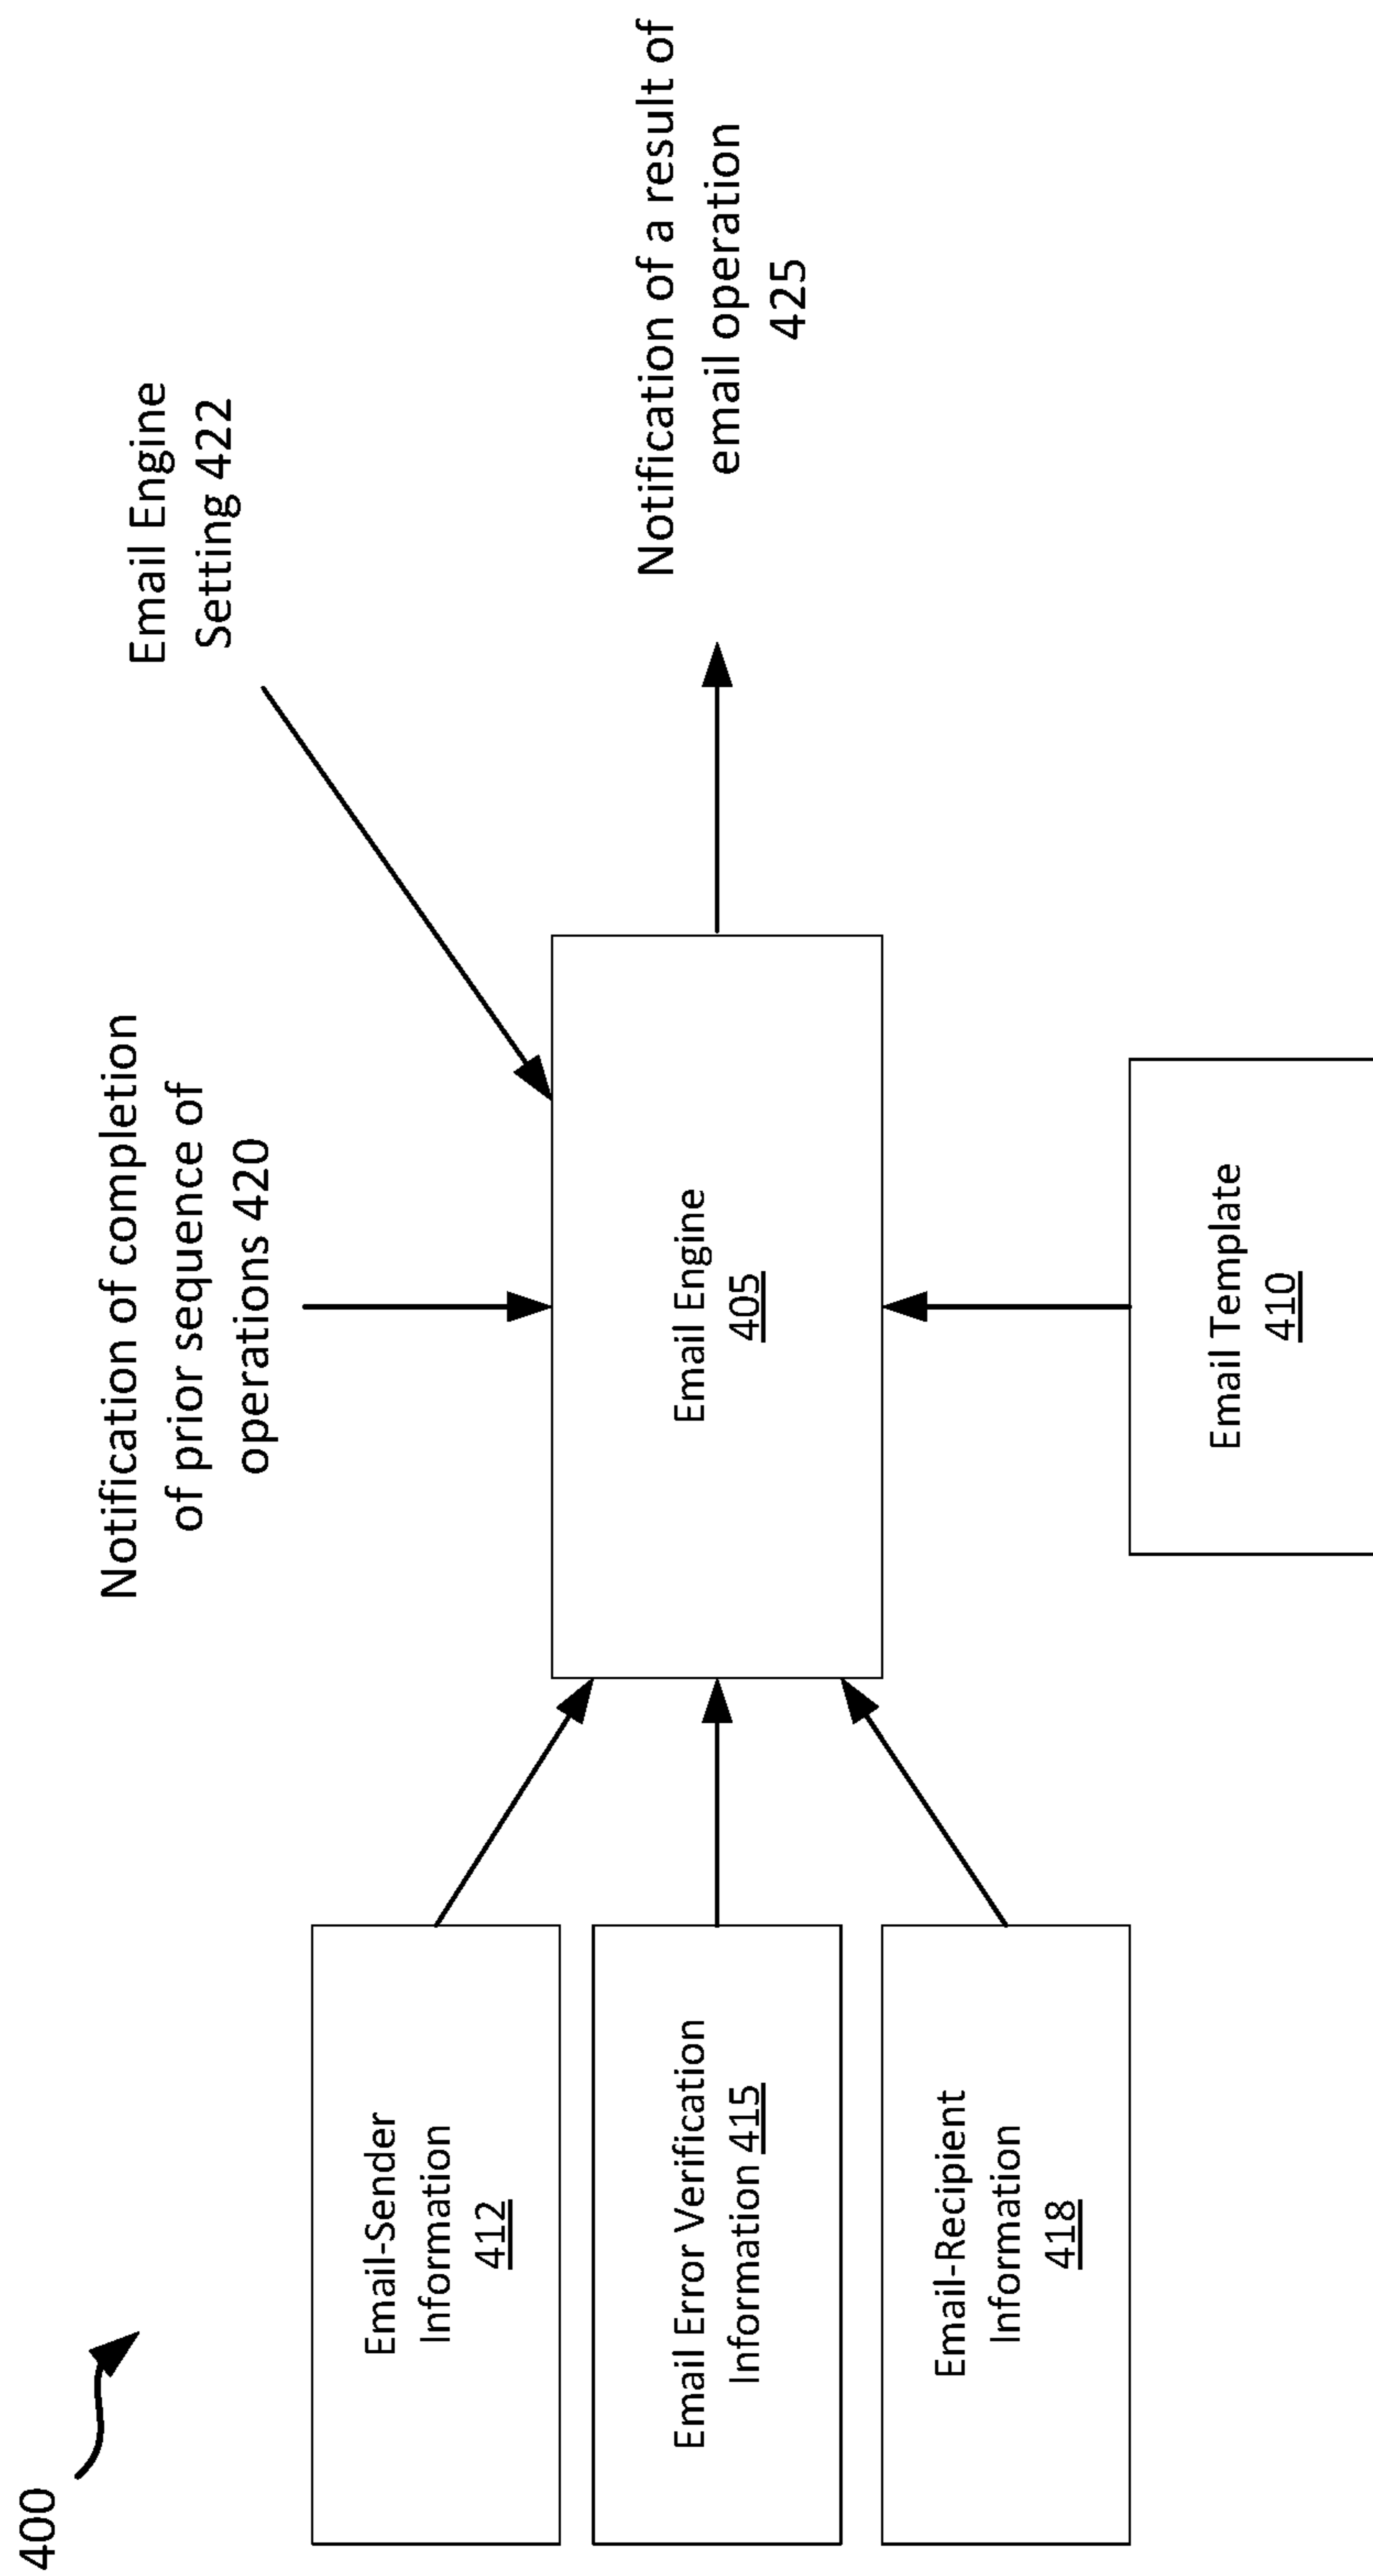 400
Notification of completion
of prior sequence of
operations 420
Email Engine
Setting 422
Email-Sender
Information
412
Email Error Verification
Information 415
Email-Recipient
Information
418
Email Engine
405
Notification of a result of
email operation
425
Email Template
410